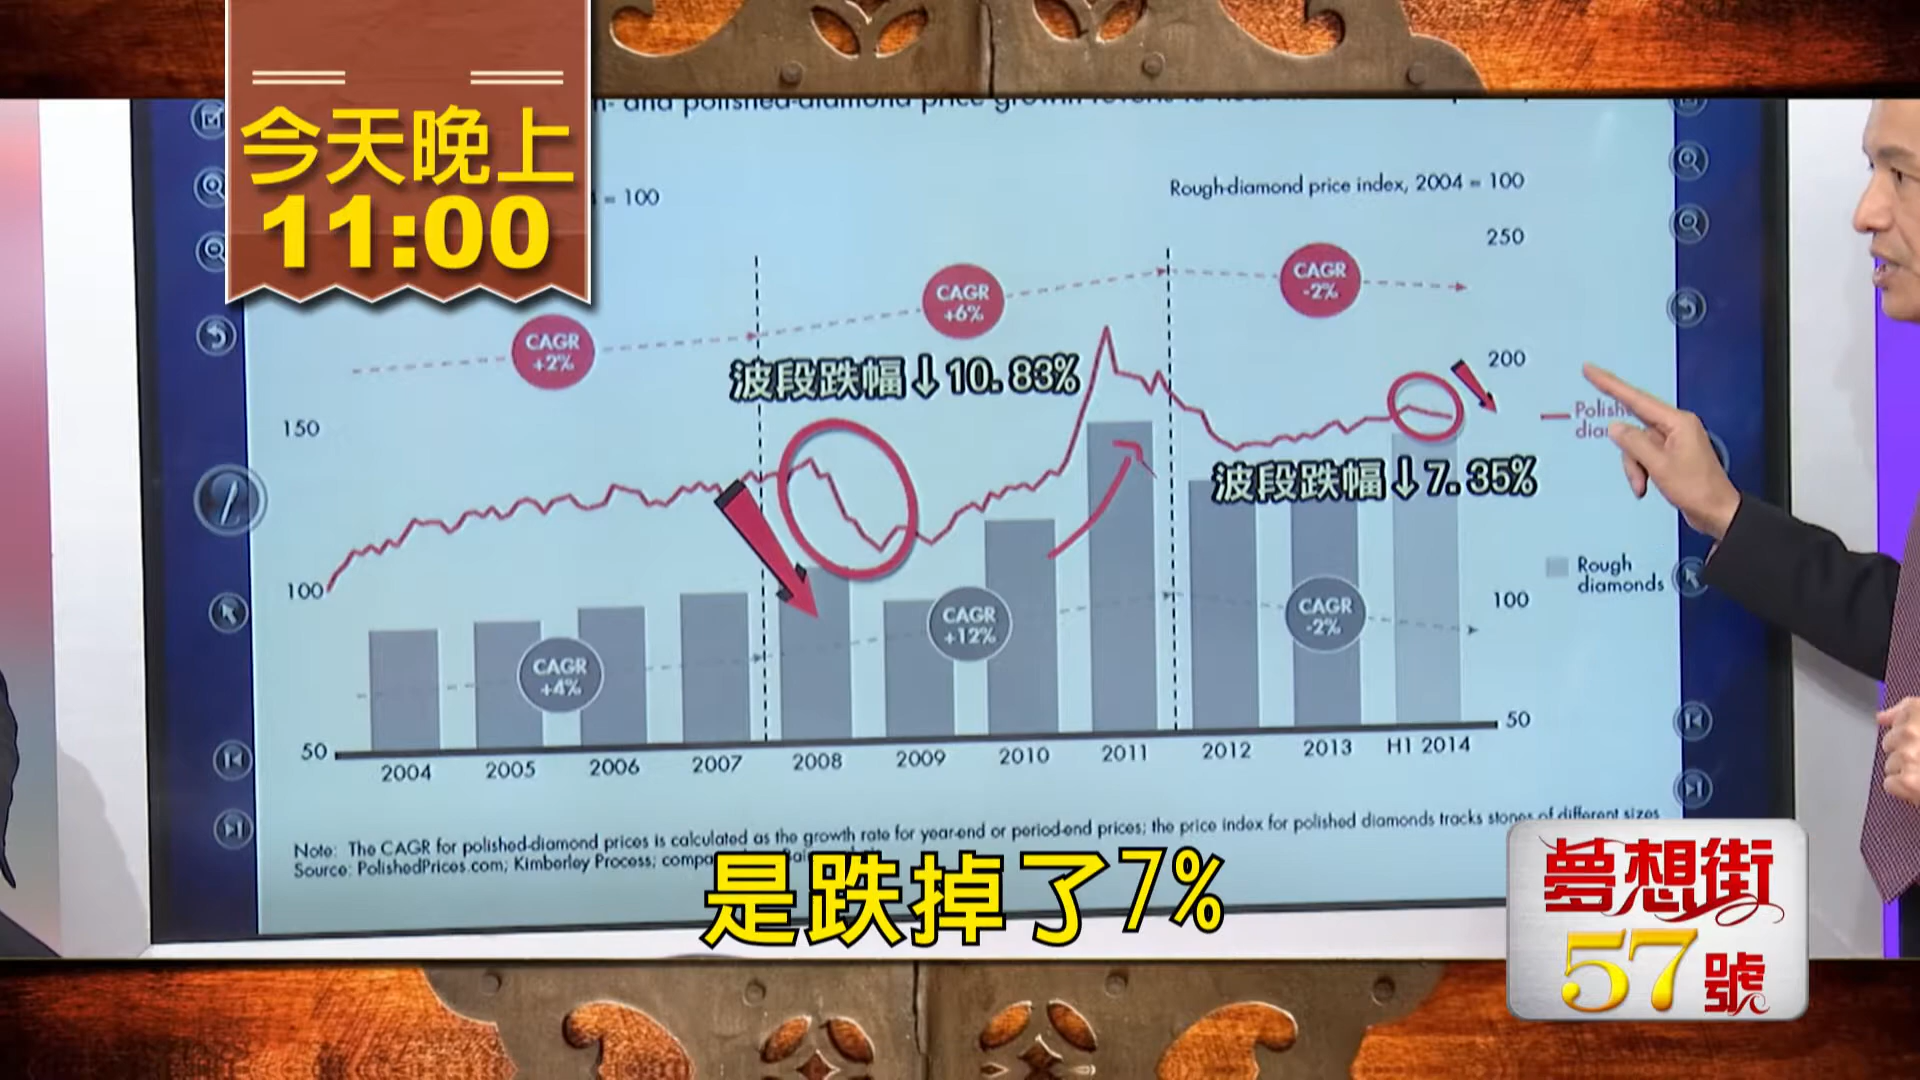 今天晚上
11:00
and polished-diamond price growth
= 100
Rough-diamond price index, 2004 = 100
250
200
150
100
50
100
50
CAGR
+2%
CAGR
+6%
CAGR
-2%
波段跌幅↓10.83%
波段跌幅↓7.35%
Polish
Rough
diamonds
CAGR
+4%
CAGR
+12%
CAGR
-2%
2004 2005 2006 2007 2008 2009 2010 2011 2012 2013 H1 2014
Note: The CAGR for polished-diamond prices is calculated as the growth rate for year-end or period-end prices; the price index for polished diamonds tracks stones of different sizes
Source: PolishedPrices.com; Kimberley Process;
是跌掉了7%
夢想街
57號